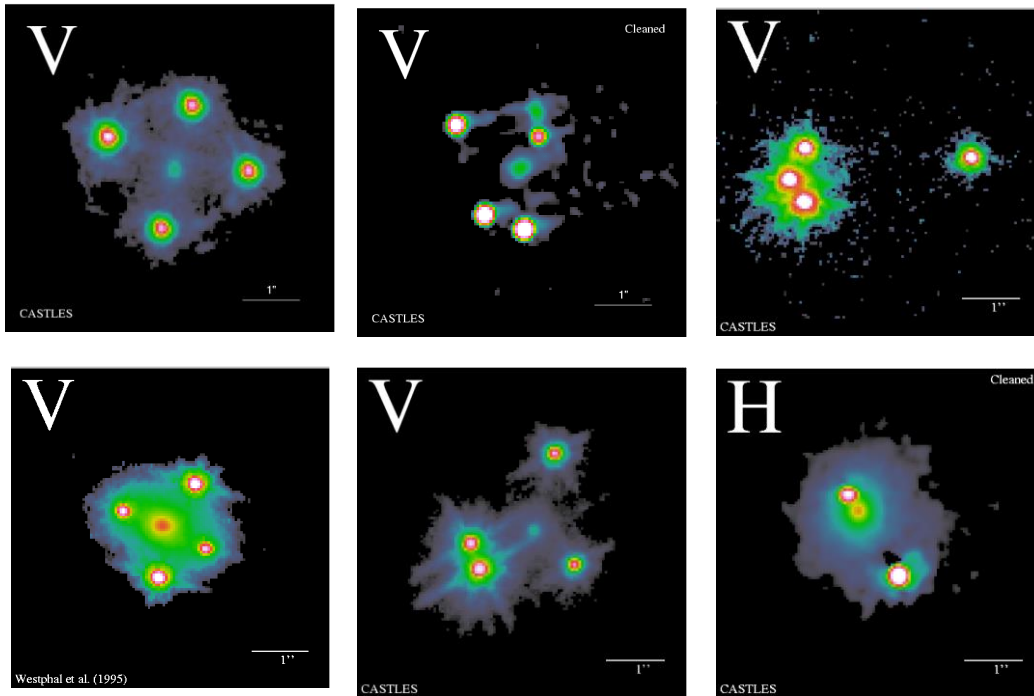 V
1"
CASTLES
V
Cleaned
1"
CASTLES
V
1''
CASTLES
V
1''
Westphal et al. (1995)
V
1''
CASTLES
H
Cleaned
1''
CASTLES